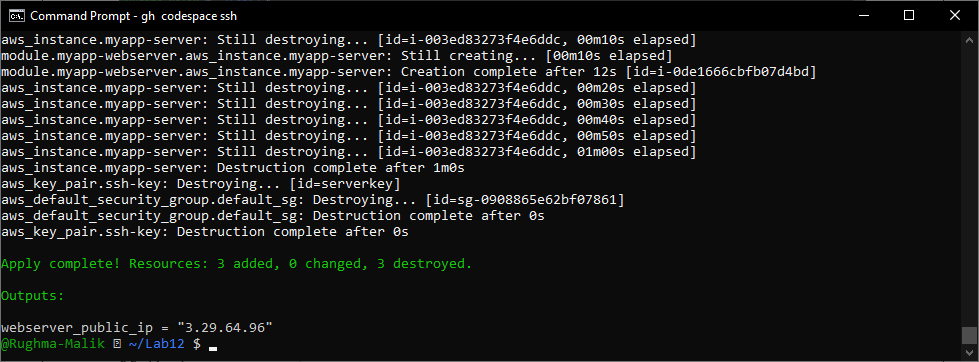 Command Prompt - gh  codespace ssh
aws_instance.myapp-server: Still destroying... [id=i-003ed83273f4e6ddc, 00m10s elapsed]
module.myapp-webserver.aws_instance.myapp-server: Still creating... [00m10s elapsed]
module.myapp-webserver.aws_instance.myapp-server: Creation complete after 12s [id=i-0de1666cbfb07d4bd]
aws_instance.myapp-server: Still destroying... [id=i-003ed83273f4e6ddc, 00m20s elapsed]
aws_instance.myapp-server: Still destroying... [id=i-003ed83273f4e6ddc, 00m30s elapsed]
aws_instance.myapp-server: Still destroying... [id=i-003ed83273f4e6ddc, 00m40s elapsed]
aws_instance.myapp-server: Still destroying... [id=i-003ed83273f4e6ddc, 00m50s elapsed]
aws_instance.myapp-server: Still destroying... [id=i-003ed83273f4e6ddc, 01m00s elapsed]
aws_instance.myapp-server: Destruction complete after 1m0s
aws_key_pair.ssh-key: Destroying... [id=serverkey]
aws_default_security_group.default_sg: Destroying... [id=sg-0908865e62bf07861]
aws_default_security_group.default_sg: Destruction complete after 0s
aws_key_pair.ssh-key: Destruction complete after 0s
Apply complete! Resources: 3 added, 0 changed, 3 destroyed.
Outputs:
webserver_public_ip = "3.29.64.96"
@Rughma-Malik ~/Lab12 $